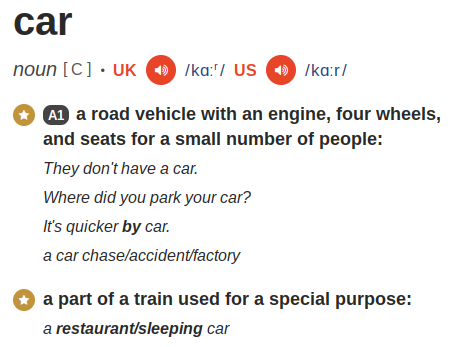 car
noun [ C ] • UK /kɑːʳ/ US /kɑːr/
A1 a road vehicle with an engine, four wheels,
and seats for a small number of people:
They don't have a car.
Where did you park your car?
It's quicker by car.
a car chase/accident/factory
a part of a train used for a special purpose:
a restaurant/sleeping car